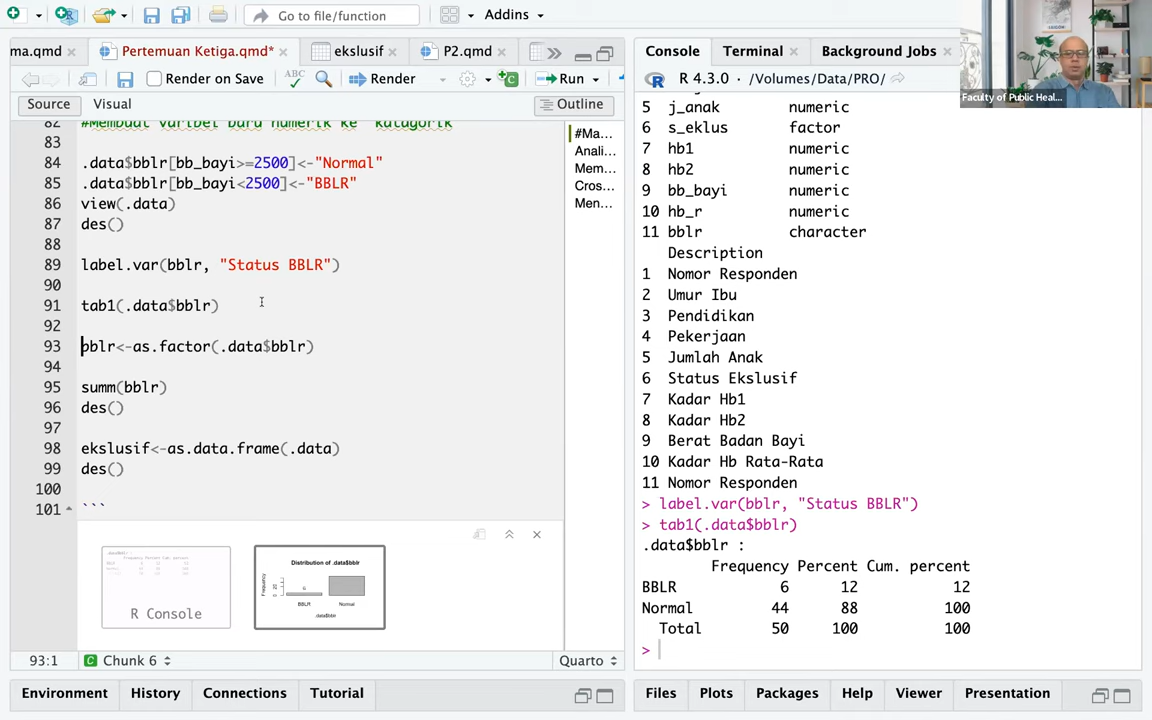 Go to file/function
Addins
ma.qmd
Pertemuan Ketiga.qmd*
ekslusif
P2.qmd
Render on Save
ABC
Render
Run
Source
Visual
Outline
82 #Membuat varibel baru numerik ke katagorik
83
84 .data$bblr[bb_bayi>=2500]<-"Normal"
85 .data$bblr[bb_bayi<2500]<-"BBLR"
86 view(.data)
87 des()
88
89 label.var(bblr, "Status BBLR")
90
91 tab1(.data$bblr)
92
93 bblr<-as.factor(.data$bblr)
94
95 summ(bblr)
96 des()
97
98 ekslusif<-as.data.frame(.data)
99 des()
100
101 ```
#Ma...
Anali...
Mem...
Cros...
Men...
R Console
Distribution of .data$bblr
Frequency
BBLR
Normal
.data$bblr
93:1
Chunk 6
Quarto
Environment
History
Connections
Tutorial
Console
Terminal
Background Jobs
R 4.3.0 · /Volumes/Data/PRO/
Faculty of Public Heal...
5 j_anak numeric
6 s_eklus factor
7 hb1 numeric
8 hb2 numeric
9 bb_bayi numeric
10 hb_r numeric
11 bblr character
Description
1 Nomor Responden
2 Umur Ibu
3 Pendidikan
4 Pekerjaan
5 Jumlah Anak
6 Status Ekslusif
7 Kadar Hb1
8 Kadar Hb2
9 Berat Badan Bayi
10 Kadar Hb Rata-Rata
11 Nomor Responden
> label.var(bblr, "Status BBLR")
> tab1(.data$bblr)
.data$bblr :
Frequency Percent Cum. percent
BBLR 6 12 12
Normal 44 88 100
Total 50 100 100
>
Files
Plots
Packages
Help
Viewer
Presentation